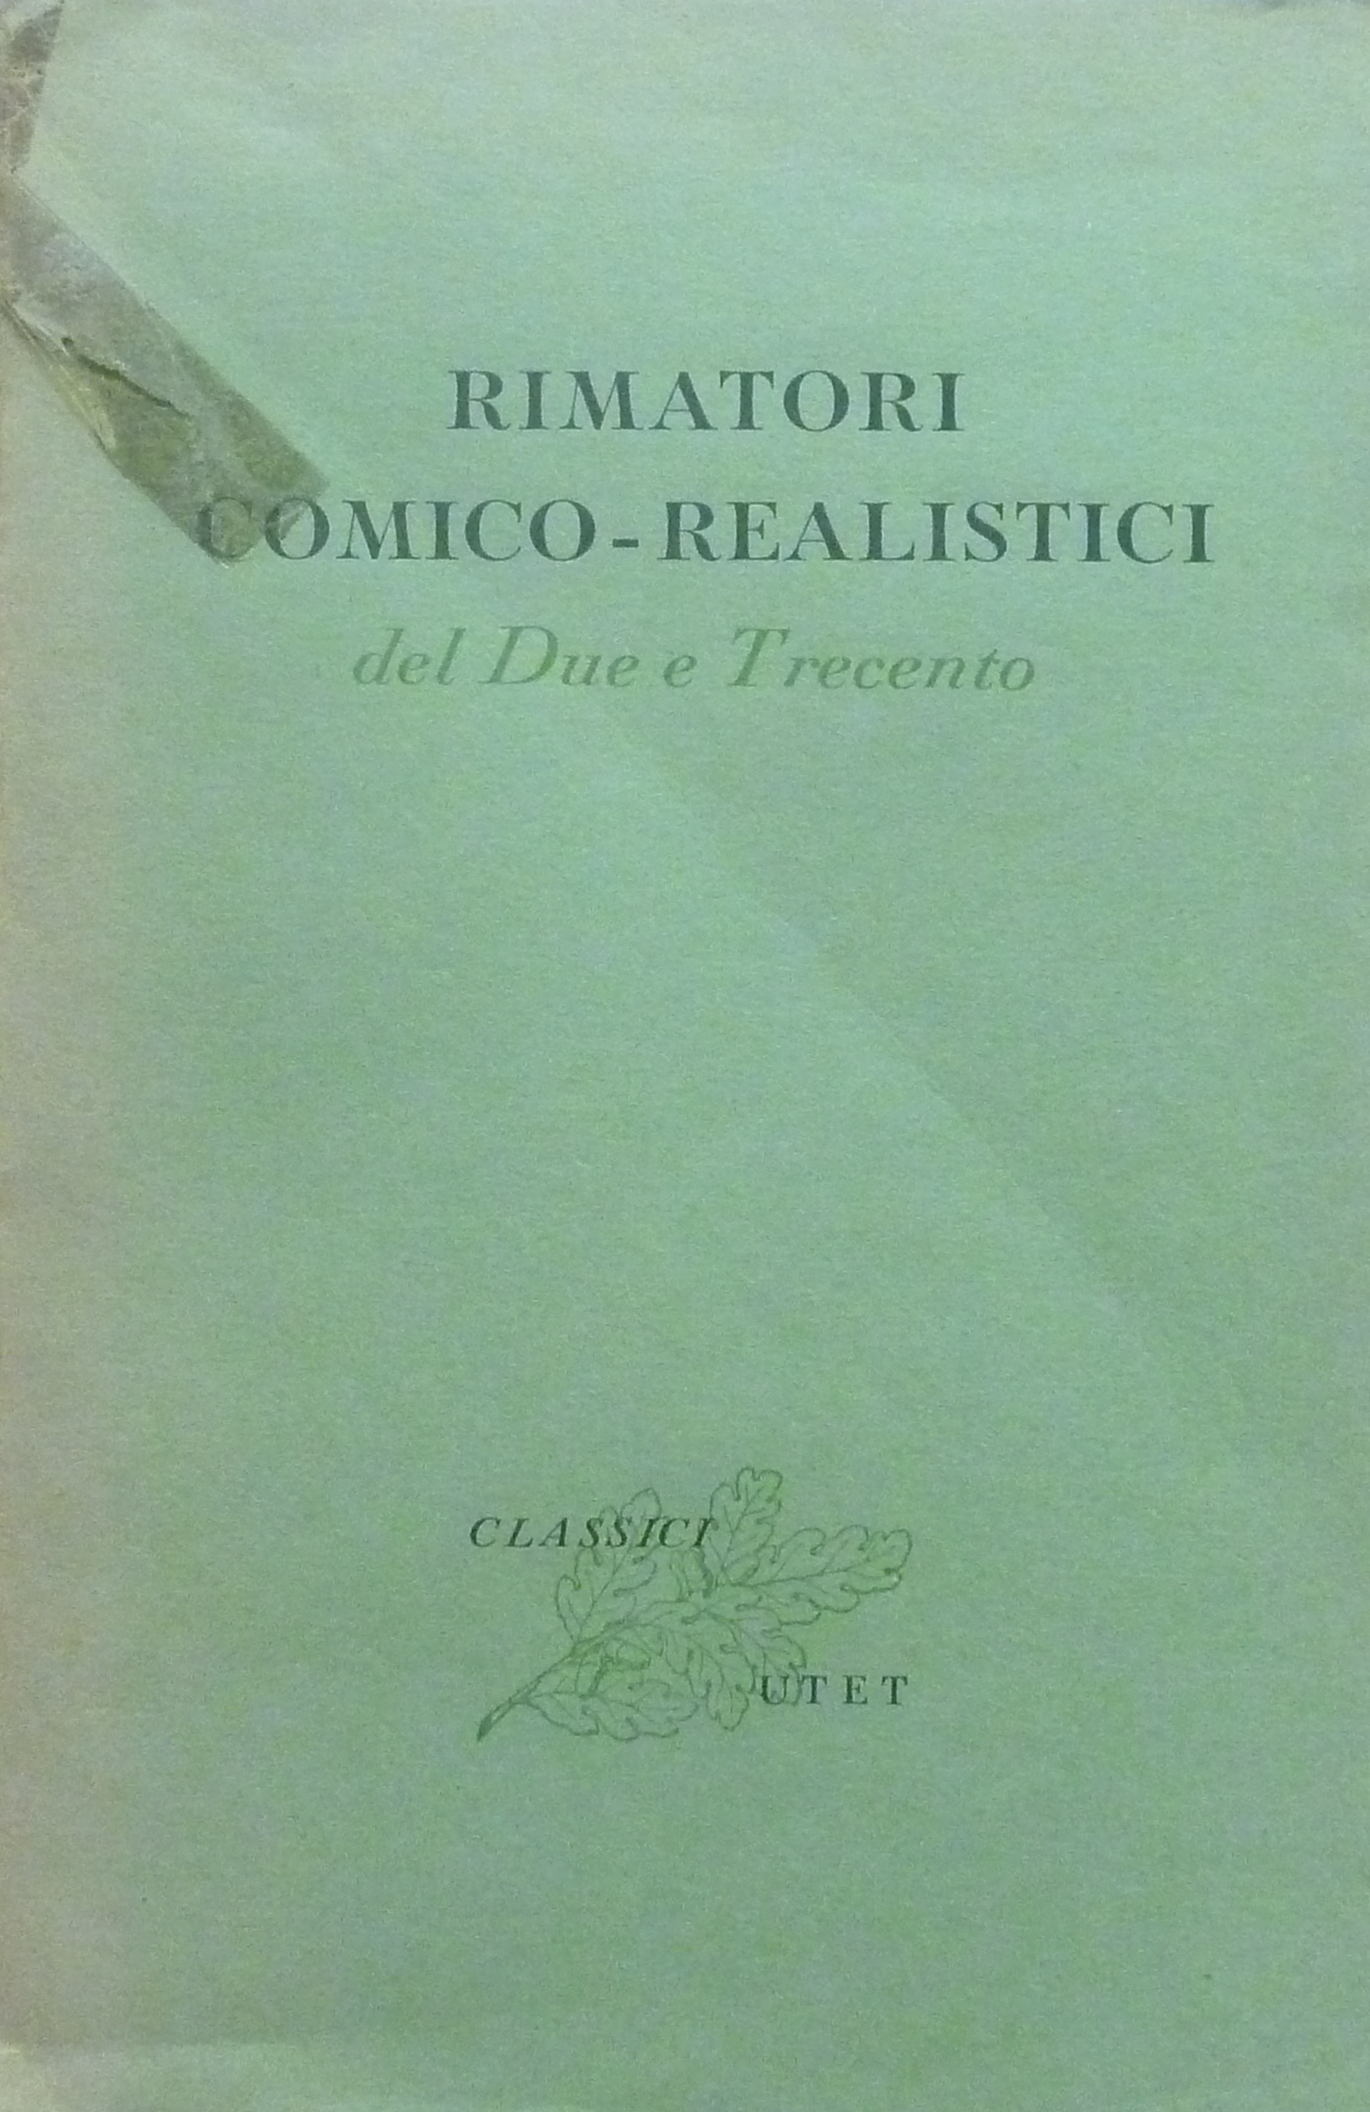 RIMATORI
COMICO-REALISTICI
del Due e Trecento
CLASSICI
UTET